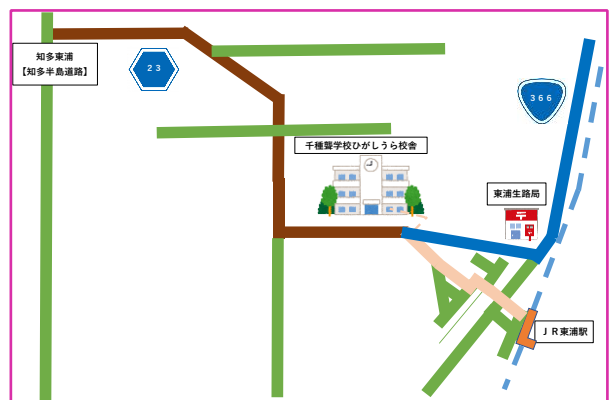 知多東浦
【知多半島道路】
２３
３６６
千種聾学校ひがしうら校舎
東浦生路局
ＪＲ東浦駅